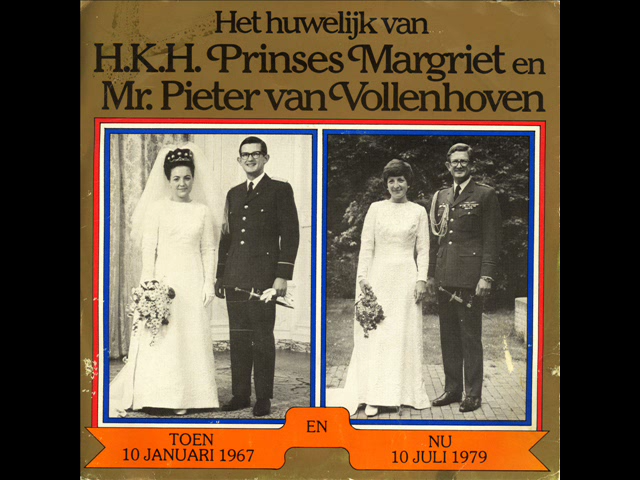 Het huwelijk van
H.K.H. Prinses Margriet en
Mr. Pieter van Vollenhoven
TOEN
10 JANUARI 1967
EN
NU
10 JULI 1979